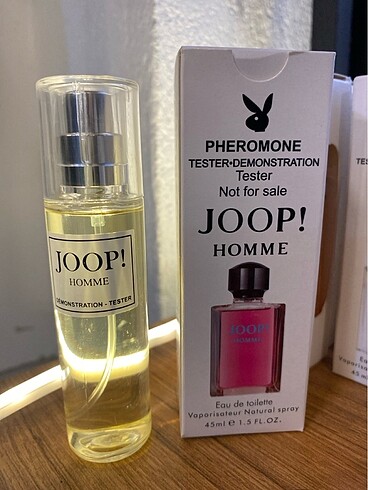 JOOP!
HOMME
DEMONSTRATION - TESTER
PHEROMONE
TESTER•DEMONSTRATION
Tester
Not for sale
JOOP!
HOMME
JOOP!
HOMME
Eau de toilette
Vaporisateur Natural spray
45ml ℮ 1.5 FL.OZ.